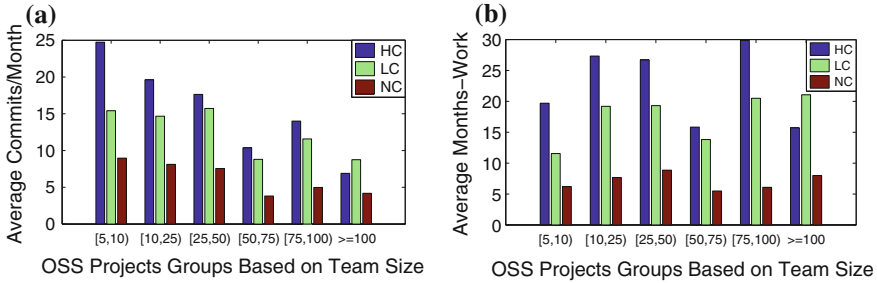 (a)
Average Commits/Month
25
20
15
10
5
0
HC
LC
NC
[5,10) [10,25) [25,50) [50,75) [75,100) >=100
OSS Projects Groups Based on Team Size
(b)
Average Months-Work
30
25
20
15
10
5
0
HC
LC
NC
[5,10) [10,25) [25,50) [50,75) [75,100) >=100
OSS Projects Groups Based on Team Size